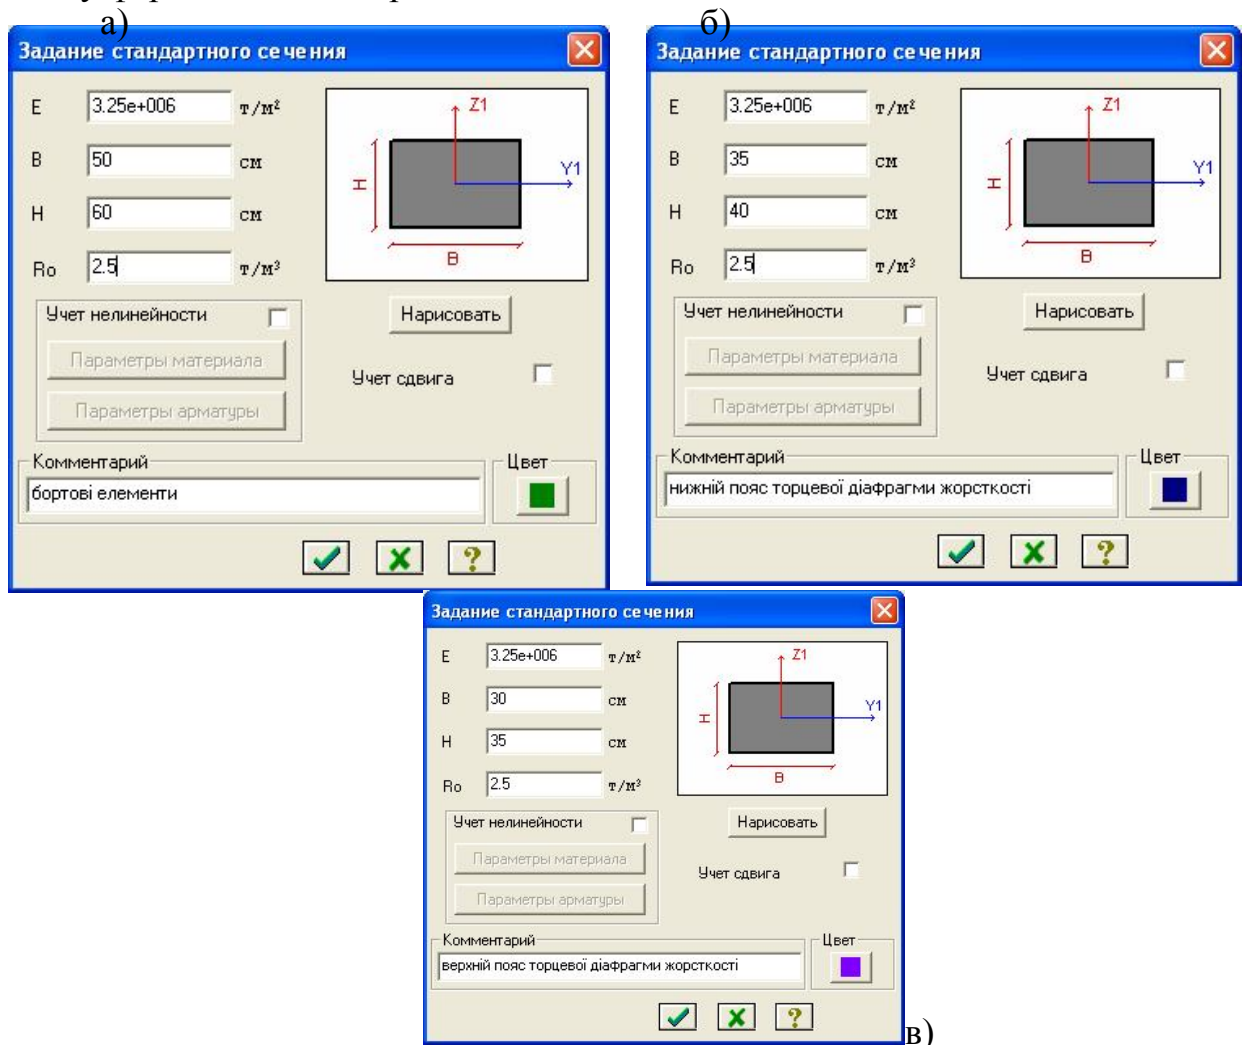 а)
Задание стандартного сечения
E 3.25e+006 т/м²
B 50 см
H 60 см
Ro 2.5 т/м³
Z1
Y1
H
B
Учет нелинейности
Нарисовать
Параметры материала
Учет сдвига
Параметры арматуры
Комментарий
Цвет
бортові елементи
?
б)
Задание стандартного сечения
E 3.25e+006 т/м²
B 35 см
H 40 см
Ro 2.5 т/м³
Z1
Y1
H
B
Учет нелинейности
Нарисовать
Параметры материала
Учет сдвига
Параметры арматуры
Комментарий
Цвет
нижній пояс торцевої діафрагми жорсткості
?
Задание стандартного сечения
E 3.25e+006 т/м²
B 30 см
H 35 см
Ro 2.5 т/м³
Z1
Y1
H
B
Учет нелинейности
Нарисовать
Параметры материала
Учет сдвига
Параметры арматуры
Комментарий
Цвет
верхній пояс торцевої діафрагми жорсткості
?
в)